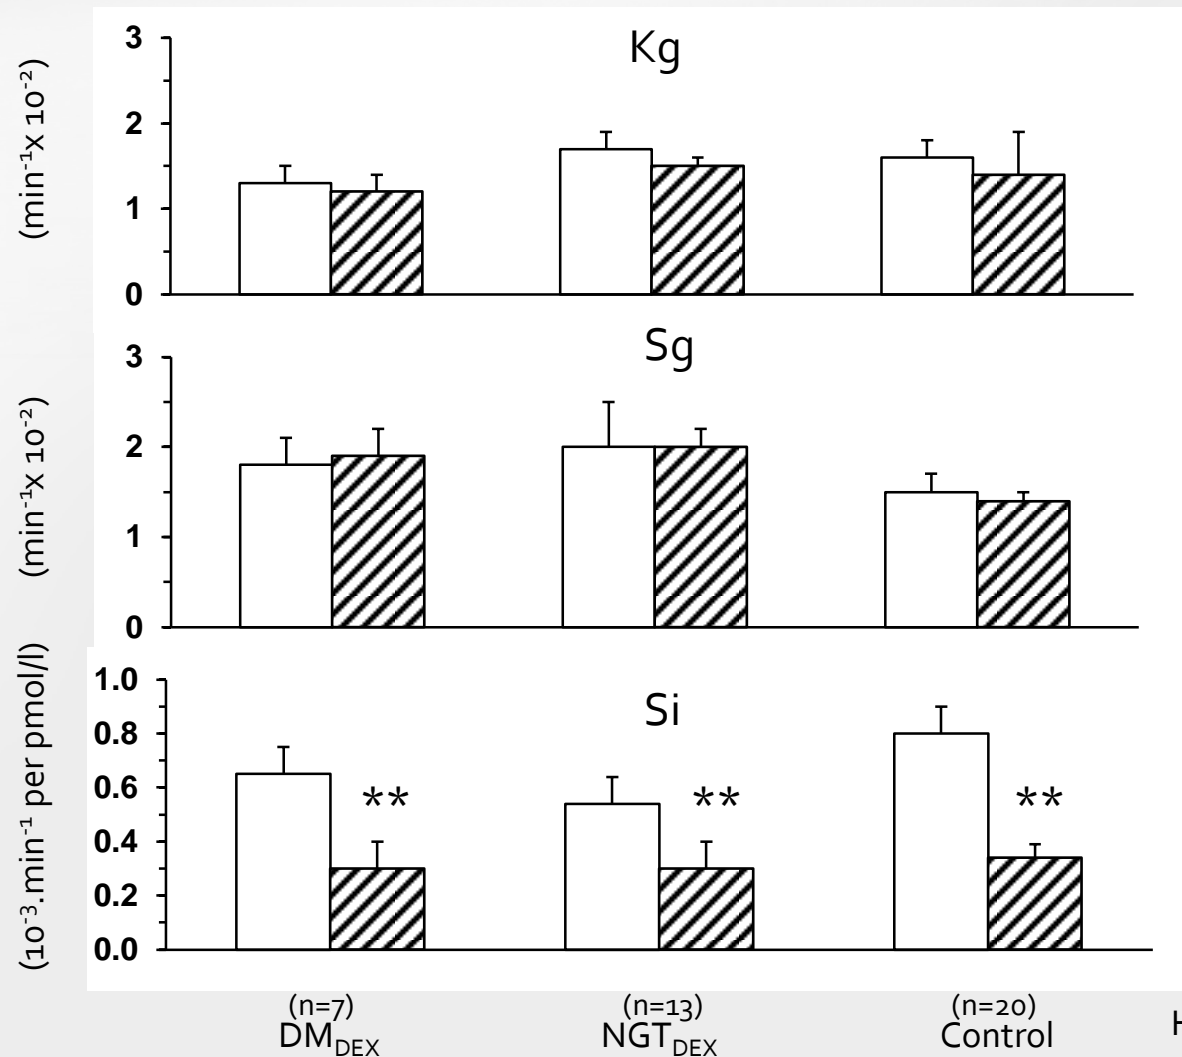 Kg
(min⁻¹x 10⁻²)
3
2
1
0
Sg
(min⁻¹x 10⁻²)
3
2
1
0
Si
(10⁻³.min⁻¹ per pmol/l)
1.0
0.8
0.6
0.4
0.2
0.0
** ** **
(n=7) (n=13) (n=20)
DM_DEX NGT_DEX Control H